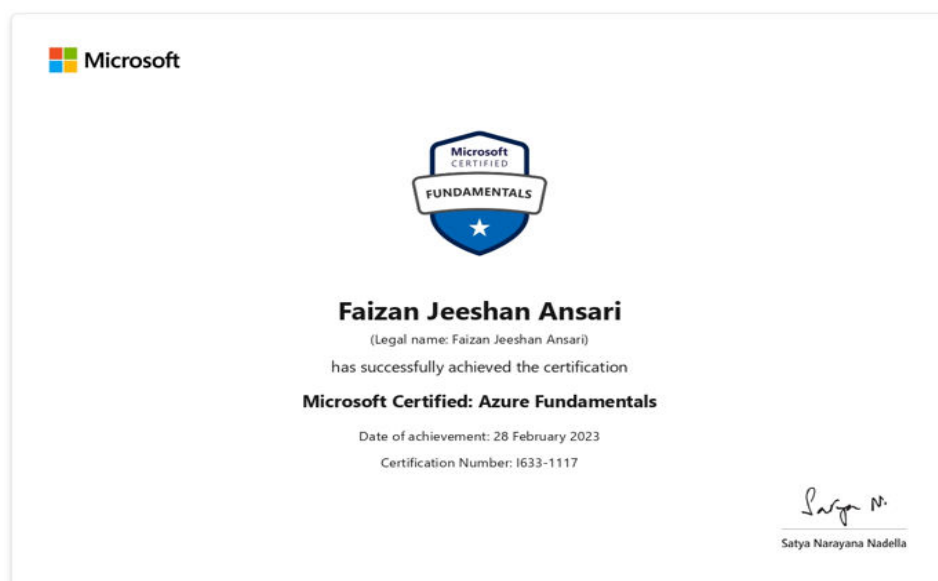 Microsoft
Microsoft
CERTIFIED
FUNDAMENTALS
Faizan Jeeshan Ansari
(Legal name: Faizan Jeeshan Ansari)
has successfully achieved the certification
Microsoft Certified: Azure Fundamentals
Date of achievement: 28 February 2023
Certification Number: I633-1117
Satya N.
Satya Narayana Nadella